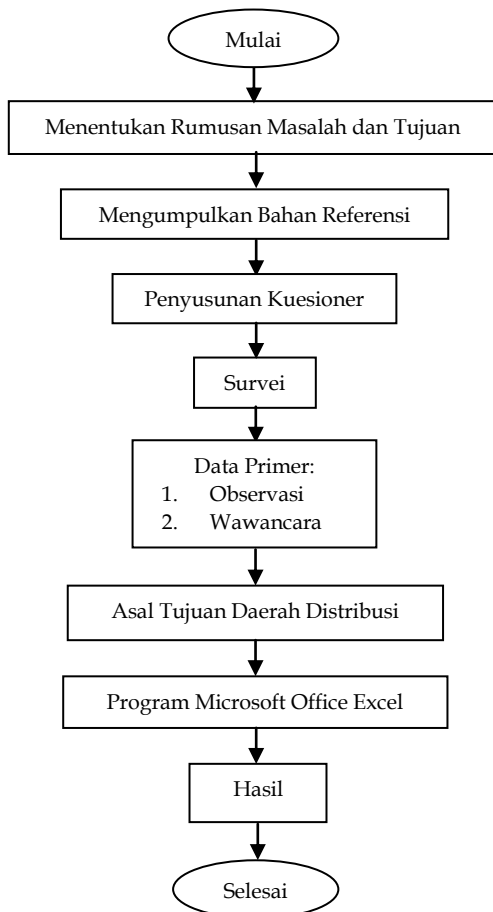 Mulai
Menentukan Rumusan Masalah dan Tujuan
Mengumpulkan Bahan Referensi
Penyusunan Kuesioner
Survei
Data Primer:
1. Observasi
2. Wawancara
Asal Tujuan Daerah Distribusi
Program Microsoft Office Excel
Hasil
Selesai